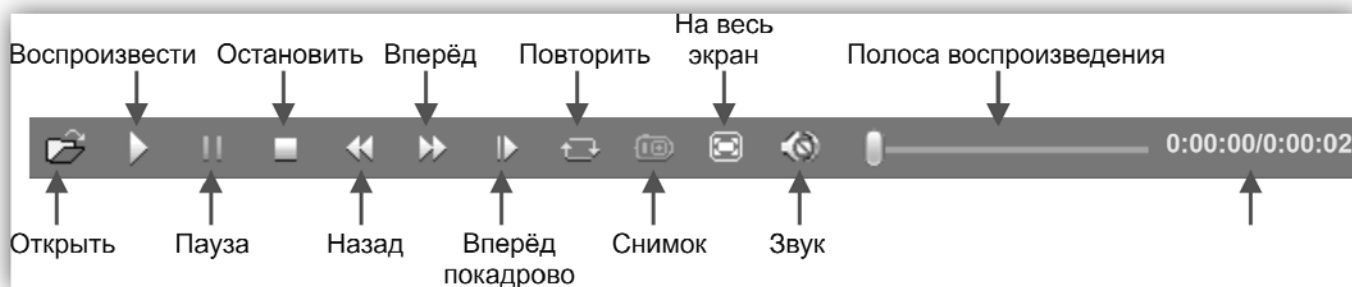 На весь
экран
Воспроизвести Остановить Вперёд Повторить Полоса воспроизведения
0:00:00/0:00:02
Открыть Пауза Назад Вперёд Снимок Звук
покадрово